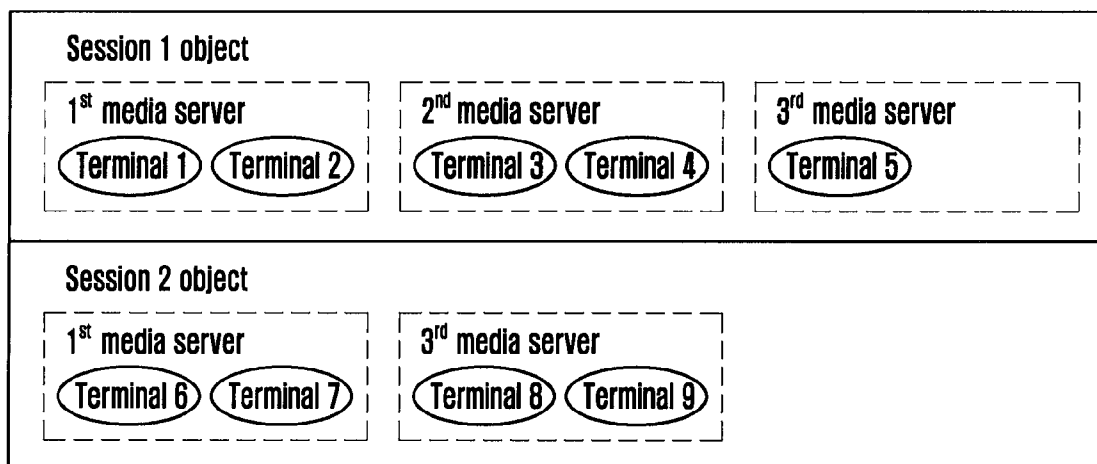 Session 1 object
1st media server 2nd media server 3rd media server
Terminal 1 Terminal 2 Terminal 3 Terminal 4 Terminal 5
Session 2 object
1st media server 3rd media server
Terminal 6 Terminal 7 Terminal 8 Terminal 9